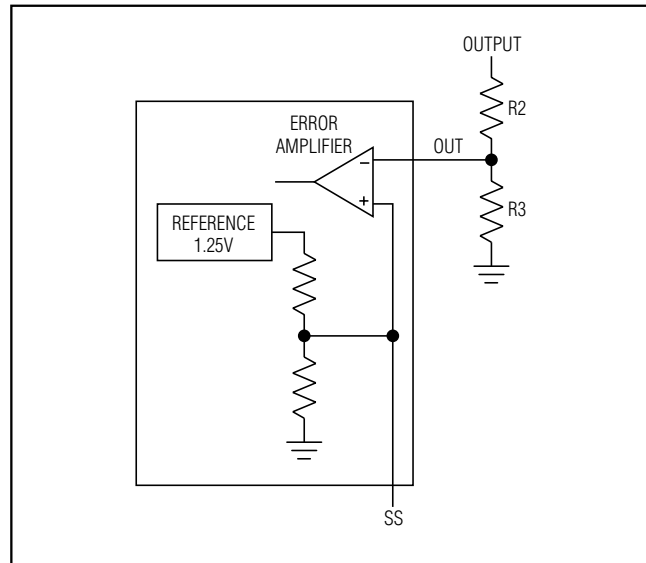 OUTPUT
R2
ERROR
AMPLIFIER
OUT
−
+
R3
REFERENCE
1.25V
SS